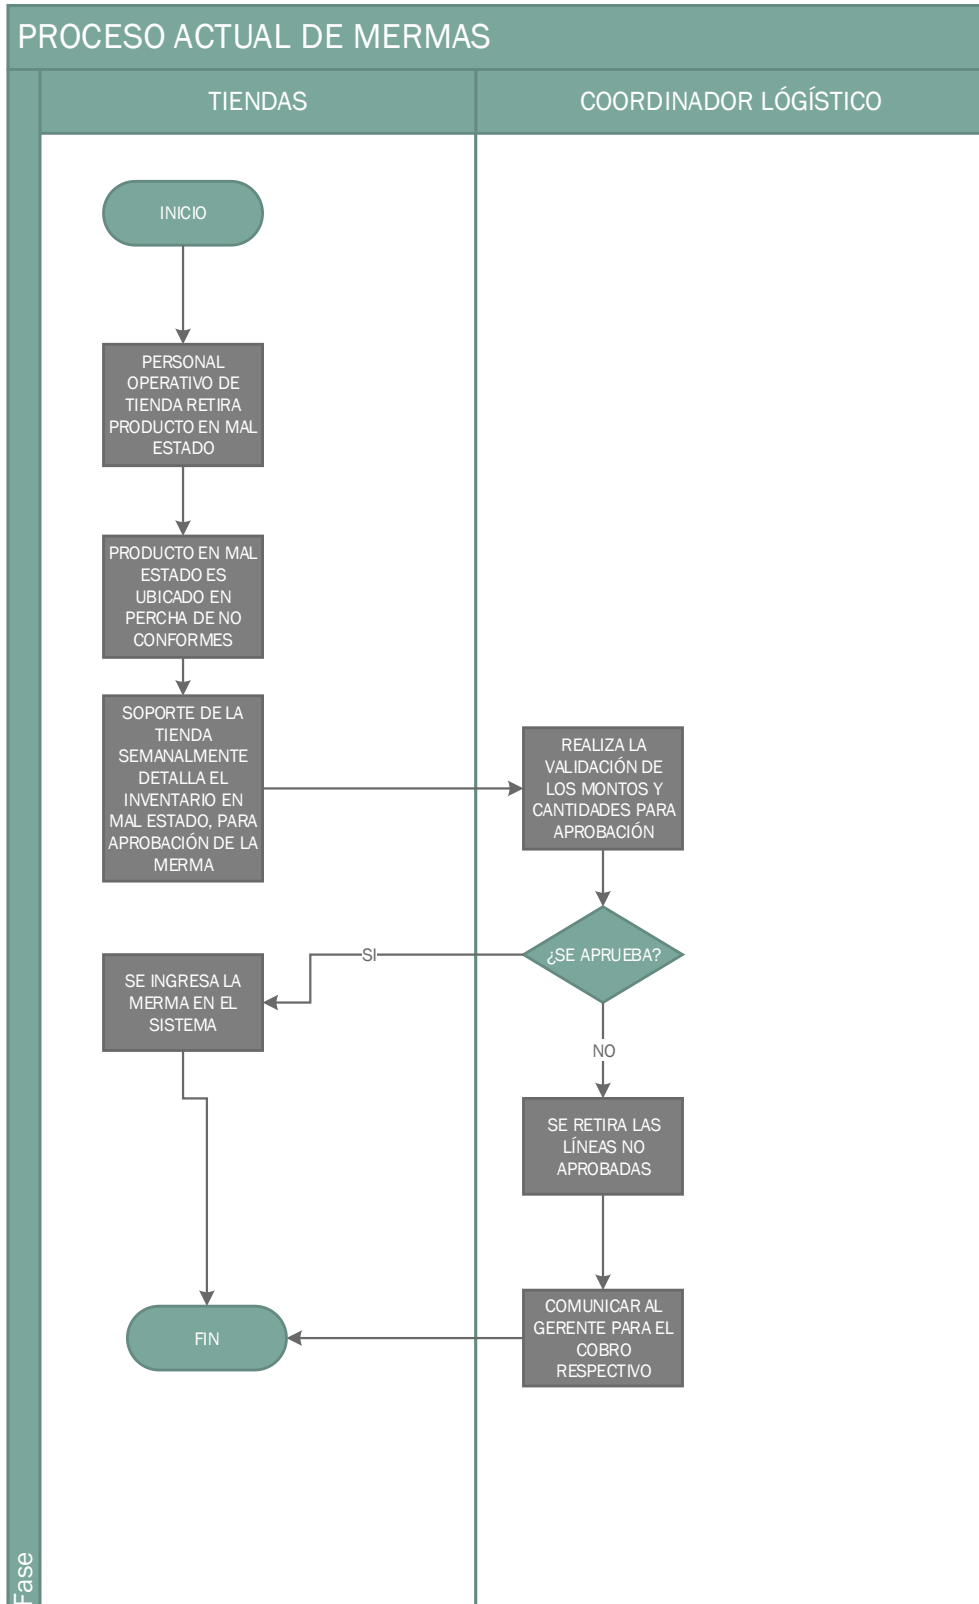 PROCESO ACTUAL DE MERMAS
TIENDAS
COORDINADOR LÓGÍSTICO
INICIO
PERSONAL
OPERATIVO DE
TIENDA RETIRA
PRODUCTO EN MAL
ESTADO
PRODUCTO EN MAL
ESTADO ES
UBICADO EN
PERCHA DE NO
CONFORMES
SOPORTE DE LA
TIENDA
SEMANALMENTE
DETALLA EL
INVENTARIO EN
MAL ESTADO, PARA
APROBACIÓN DE LA
MERMA
REALIZA LA
VALIDACIÓN DE
LOS MONTOS Y
CANTIDADES PARA
APROBACIÓN
¿SE APRUEBA?
SI
SE INGRESA LA
MERMA EN EL
SISTEMA
NO
SE RETIRA LAS
LÍNEAS NO
APROBADAS
COMUNICAR AL
GERENTE PARA EL
COBRO
RESPECTIVO
FIN
Fase